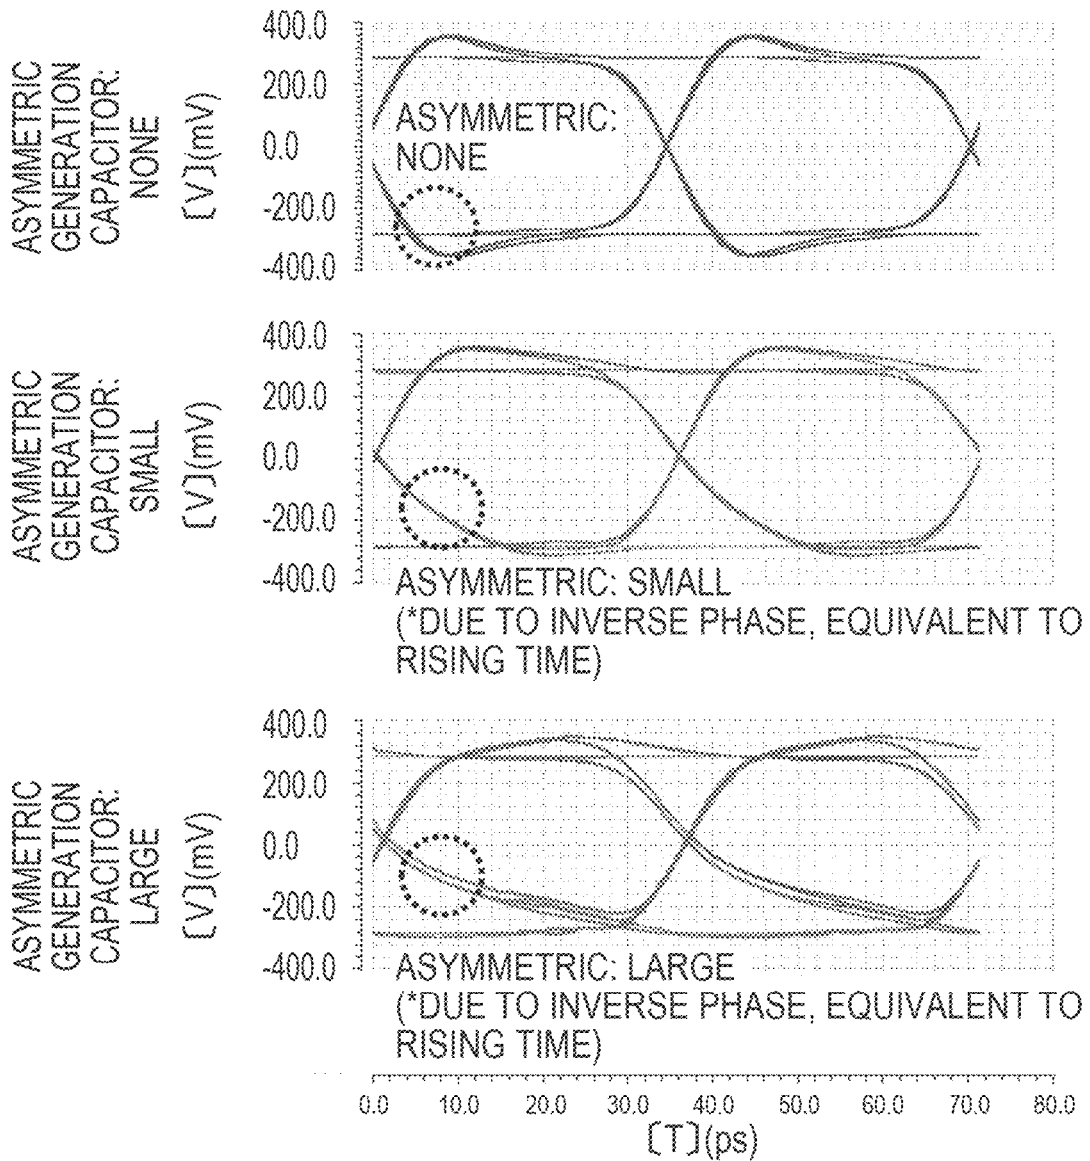 ASYMMETRIC
GENERATION
CAPACITOR:
NONE
[V](mV)
400.0
200.0
0.0
-200.0
-400.0
ASYMMETRIC:
NONE
ASYMMETRIC
GENERATION
CAPACITOR:
SMALL
[V](mV)
400.0
200.0
0.0
-200.0
-400.0
ASYMMETRIC: SMALL
(*DUE TO INVERSE PHASE, EQUIVALENT TO
RISING TIME)
ASYMMETRIC
GENERATION
CAPACITOR:
LARGE
[V](mV)
400.0
200.0
0.0
-200.0
-400.0
ASYMMETRIC: LARGE
(*DUE TO INVERSE PHASE, EQUIVALENT TO
RISING TIME)
0.0 10.0 20.0 30.0 40.0 50.0 60.0 70.0 80.0
[T](ps)